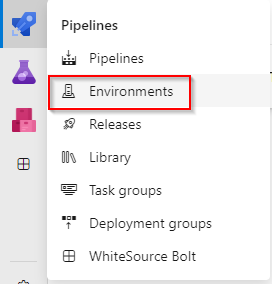 Pipelines
Pipelines
Environments
Releases
Library
Task groups
Deployment groups
WhiteSource Bolt